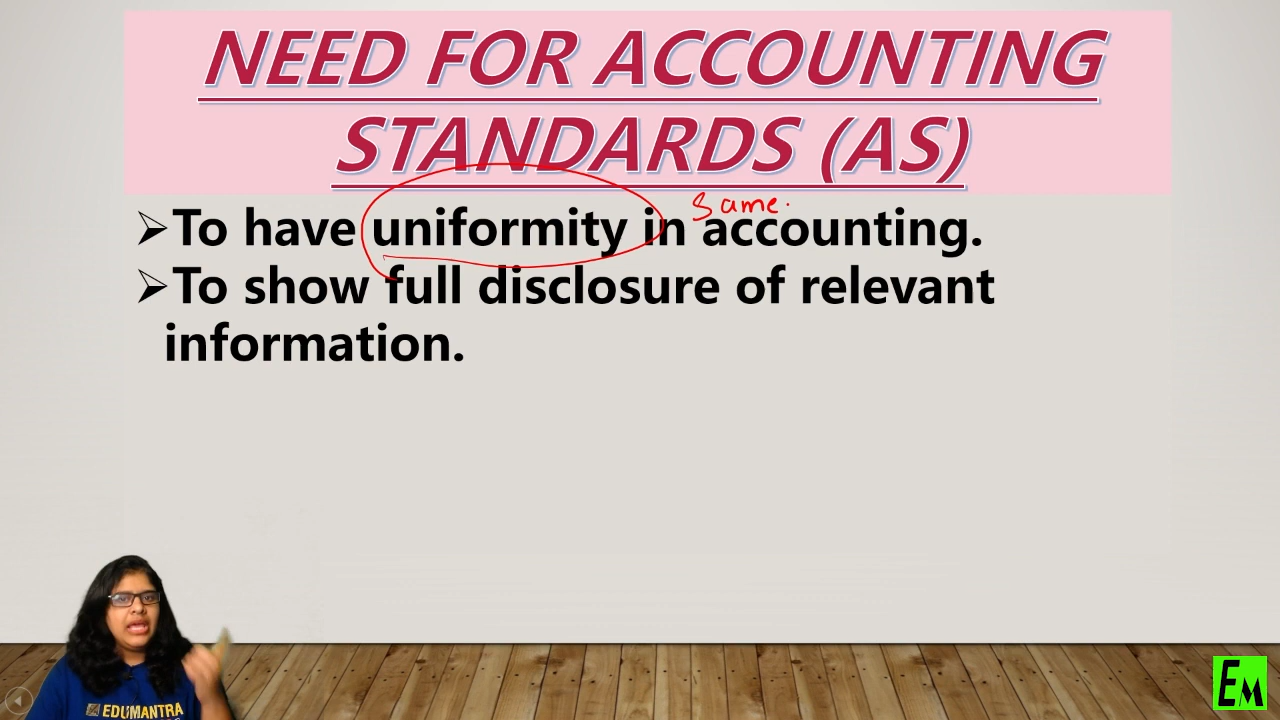 NEED FOR ACCOUNTING
STANDARDS (AS)
same.
➢To have uniformity in accounting.
➢To show full disclosure of relevant
information.
EDUMANTRA
EM